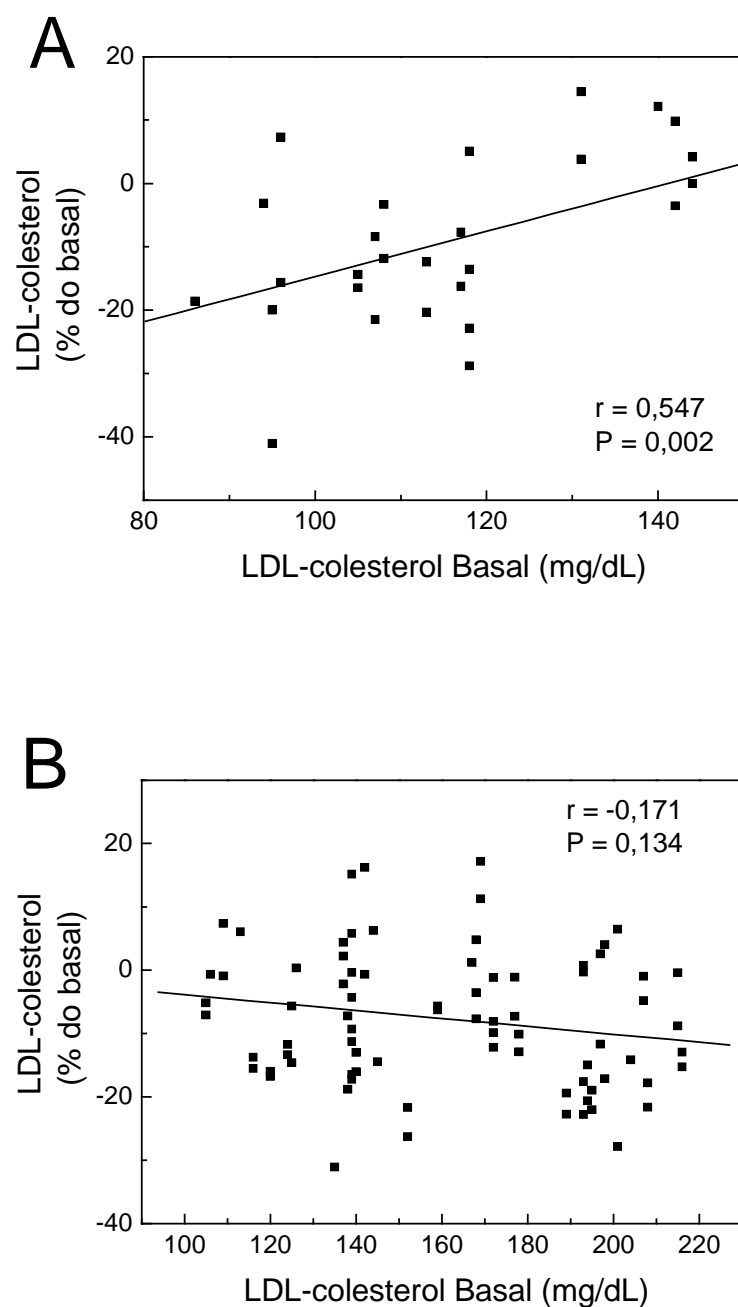 A
20
0
-20
-40
LDL-colesterol
(% do basal)
r = 0,547
P = 0,002
80
100
120
140
LDL-colesterol Basal (mg/dL)
B
r = -0,171
P = 0,134
20
0
-20
-40
LDL-colesterol
(% do basal)
100
120
140
160
180
200
220
LDL-colesterol Basal (mg/dL)